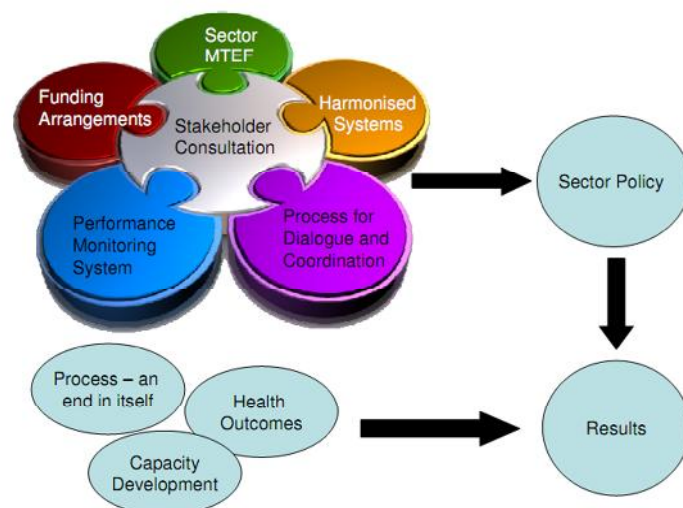 Sector
MTEF
Funding
Arrangements
Harmonised
Systems
Stakeholder
Consultation
Sector Policy
Performance
Monitoring
System
Process for
Dialogue and
Coordination
Process – an
end in itself
Health
Outcomes
Capacity
Development
Results